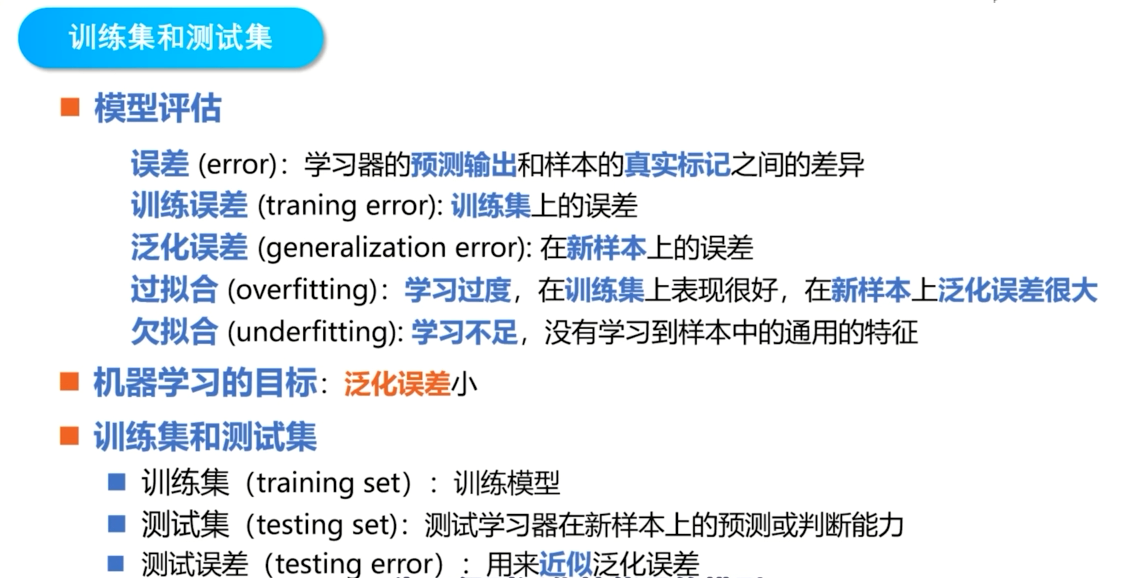 训练集和测试集
模型评估
误差 (error)：学习器的预测输出和样本的真实标记之间的差异
训练误差 (traning error): 训练集上的误差
泛化误差 (generalization error): 在新样本上的误差
过拟合 (overfitting)：学习过度，在训练集上表现很好，在新样本上泛化误差很大
欠拟合 (underfitting): 学习不足，没有学习到样本中的通用的特征
机器学习的目标：泛化误差小
训练集和测试集
训练集（training set）：训练模型
测试集（testing set)：测试学习器在新样本上的预测或判断能力
测试误差（testing error）：用来近似泛化误差